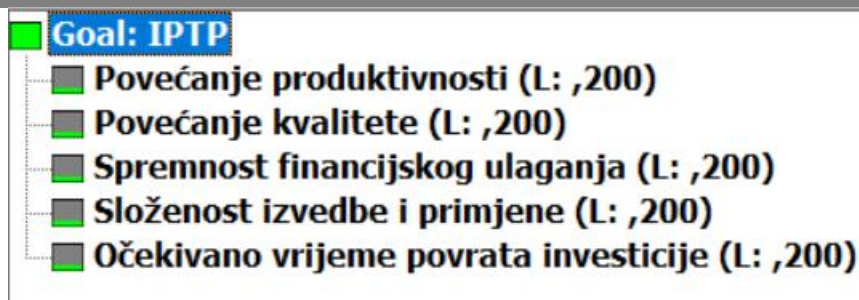 Goal: IPTP
Povećanje produktivnosti (L: ,200)
Povećanje kvalitete (L: ,200)
Spremnost financijskog ulaganja (L: ,200)
Složenost izvedbe i primjene (L: ,200)
Očekivano vrijeme povrata investicije (L: ,200)